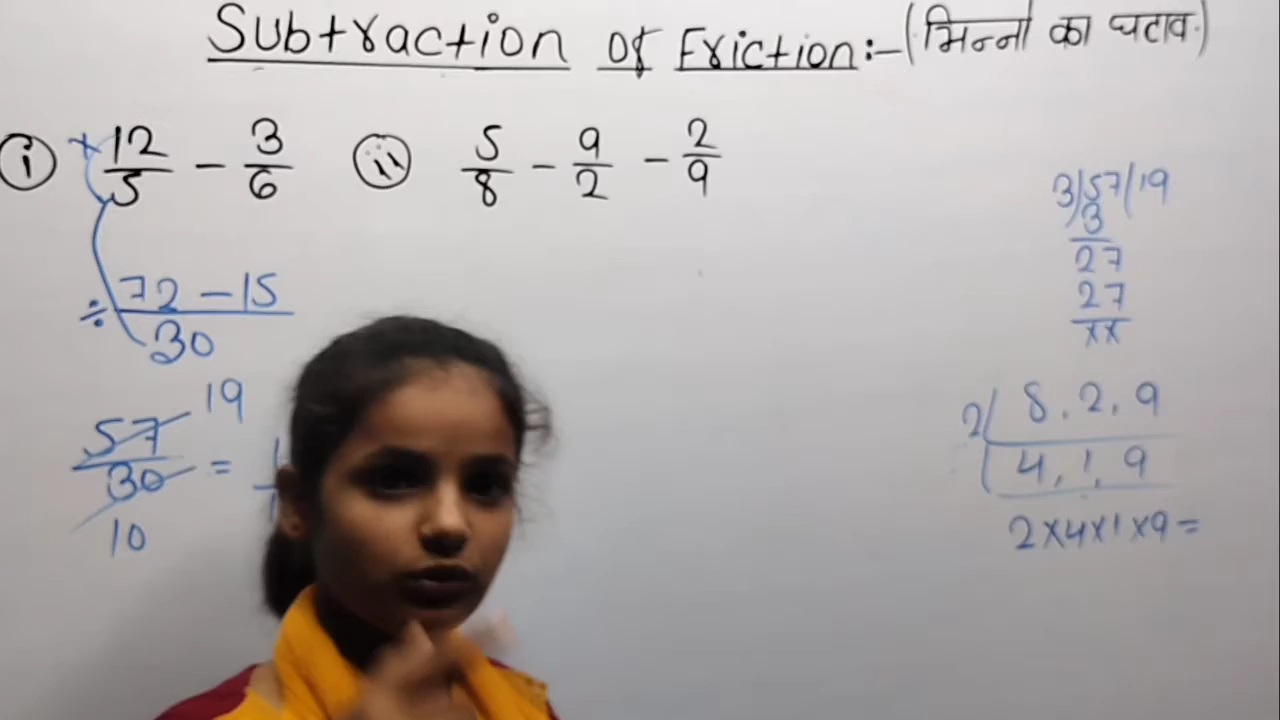 Subtraction of Friction:- (भिन्नों का घटाव)
(i) 12/5 - 3/6 (ii) 5/8 - 9/2 - 2/9
×
÷ 72 - 15
30
57 19
30 =
10
3/57/19
3
27
27
××
2/ 8, 2, 9
4, 1, 9
2×4×1×9=